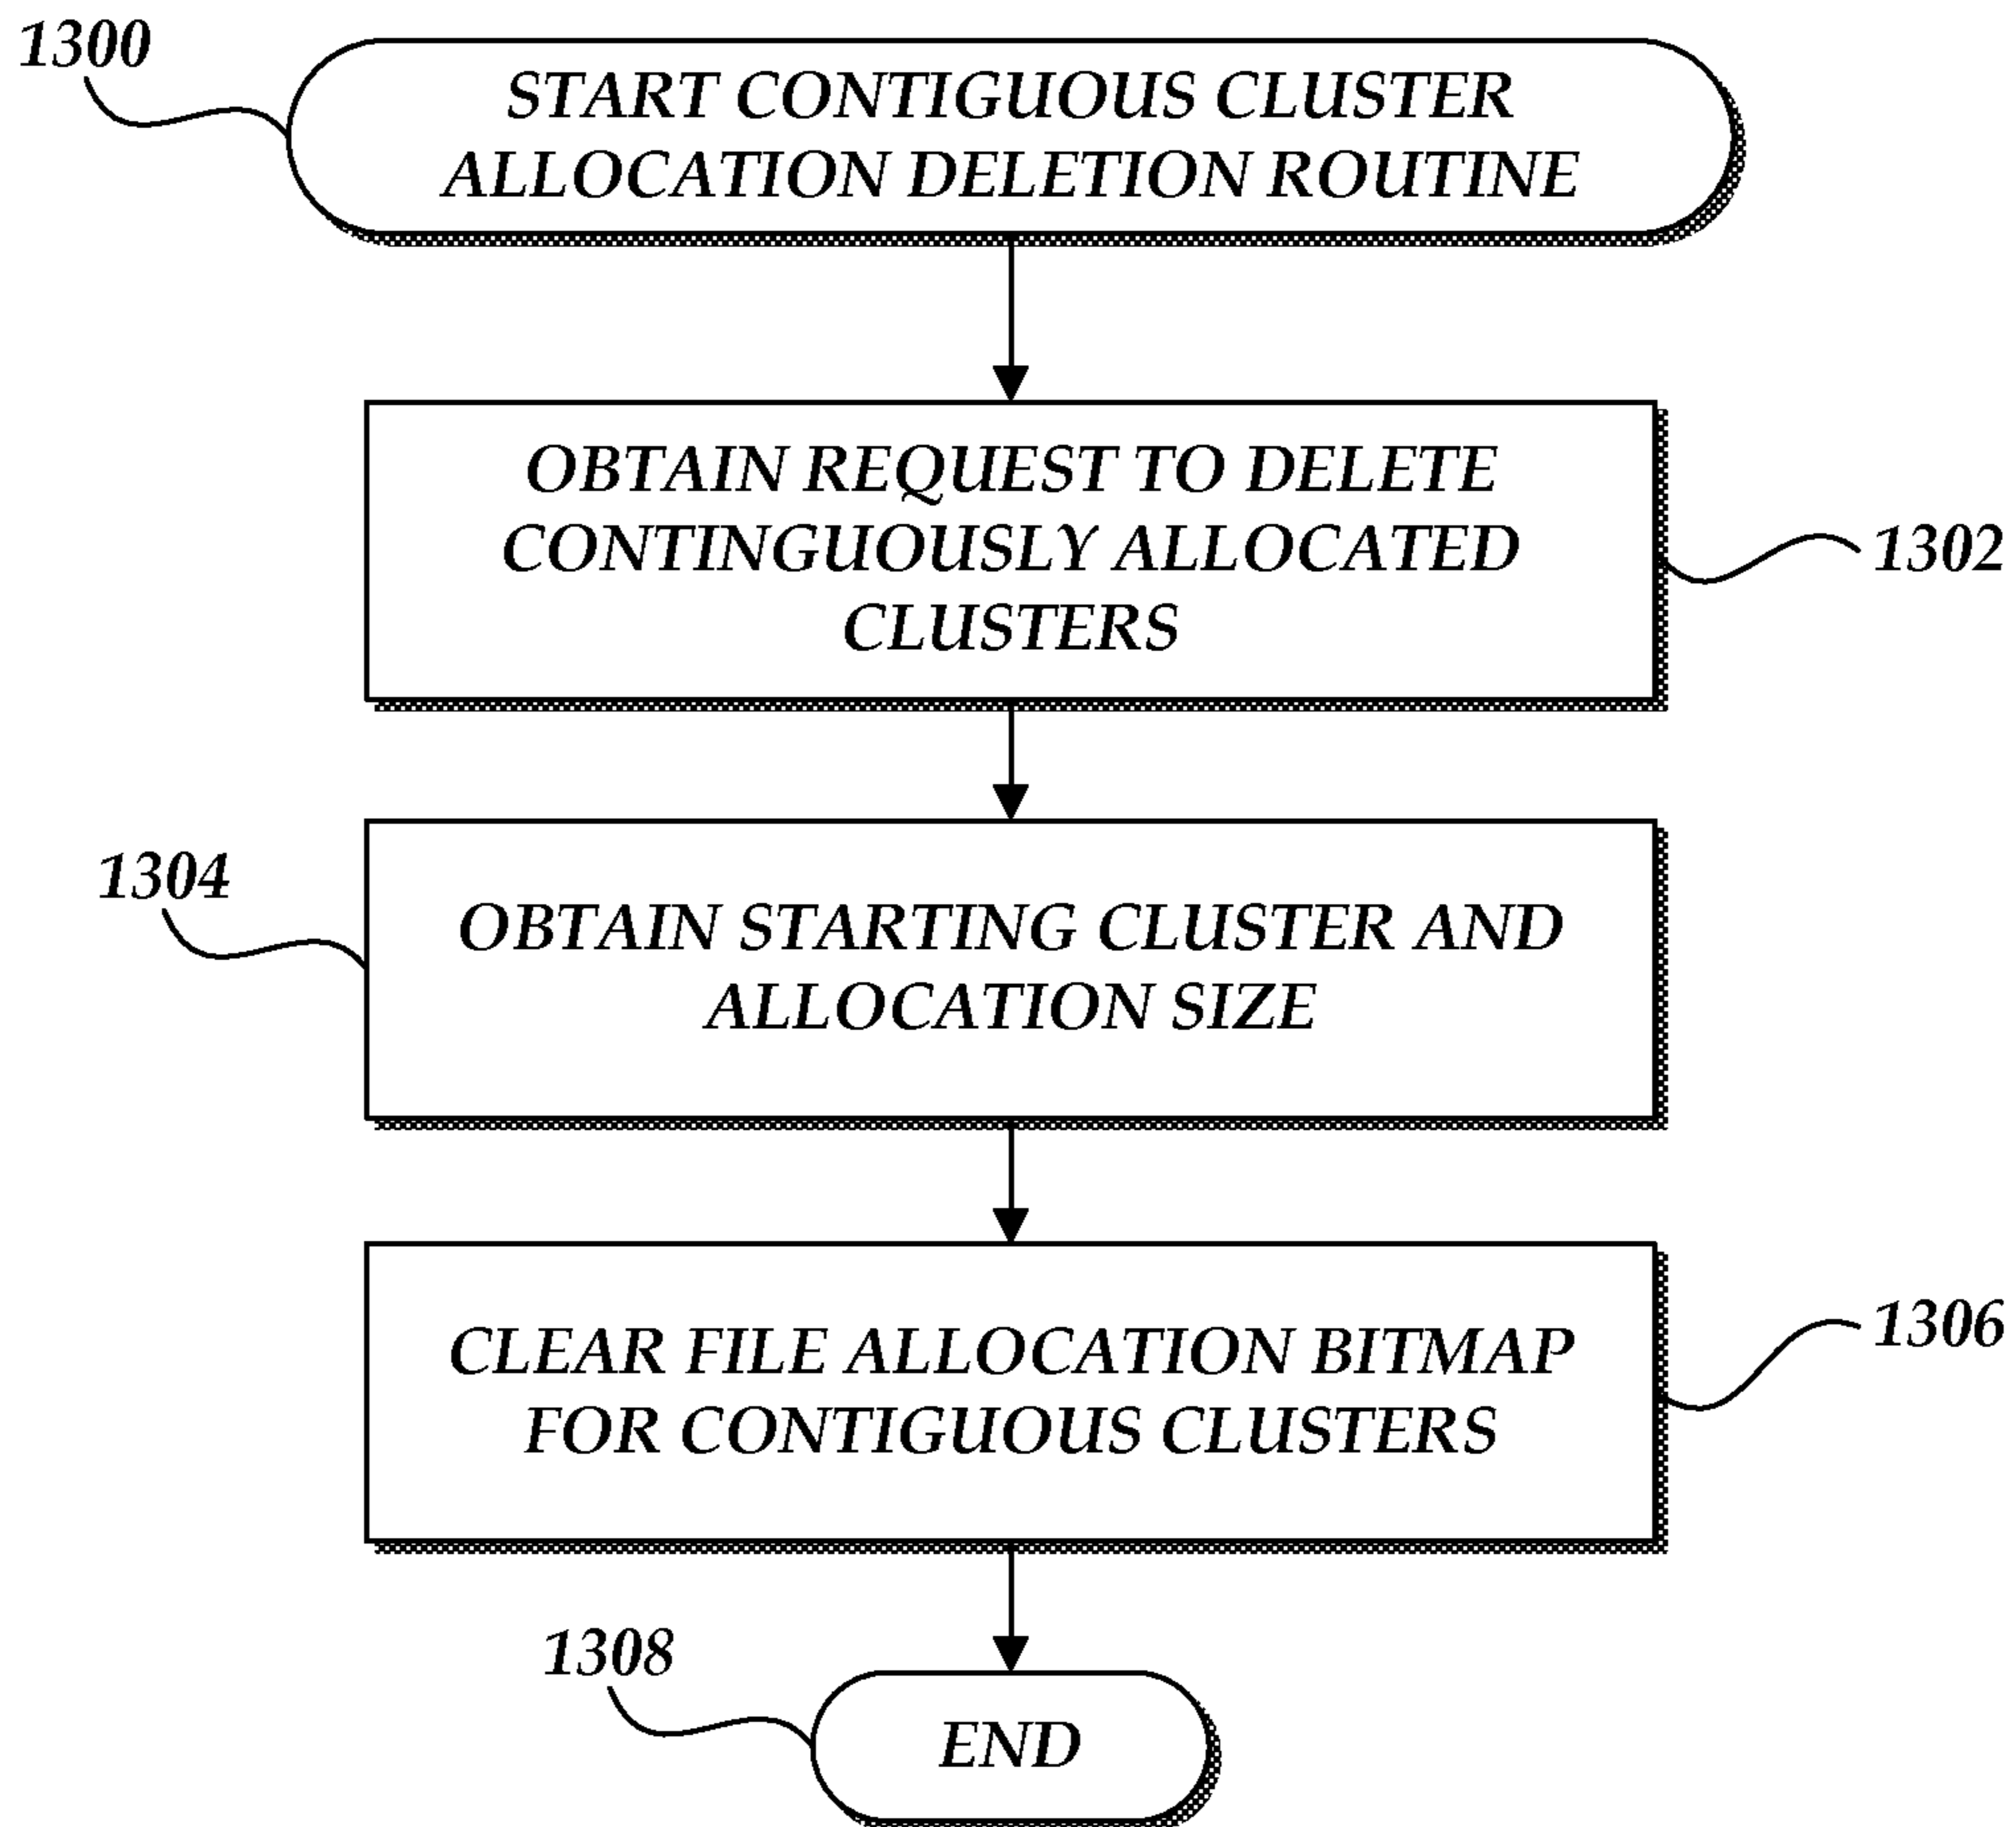 1300
START CONTIGUOUS CLUSTER
ALLOCATION DELETION ROUTINE
OBTAIN REQUEST TO DELETE
CONTINGUOUSLY ALLOCATED
CLUSTERS
1302
1304
OBTAIN STARTING CLUSTER AND
ALLOCATION SIZE
CLEAR FILE ALLOCATION BITMAP
FOR CONTIGUOUS CLUSTERS
1306
1308
END